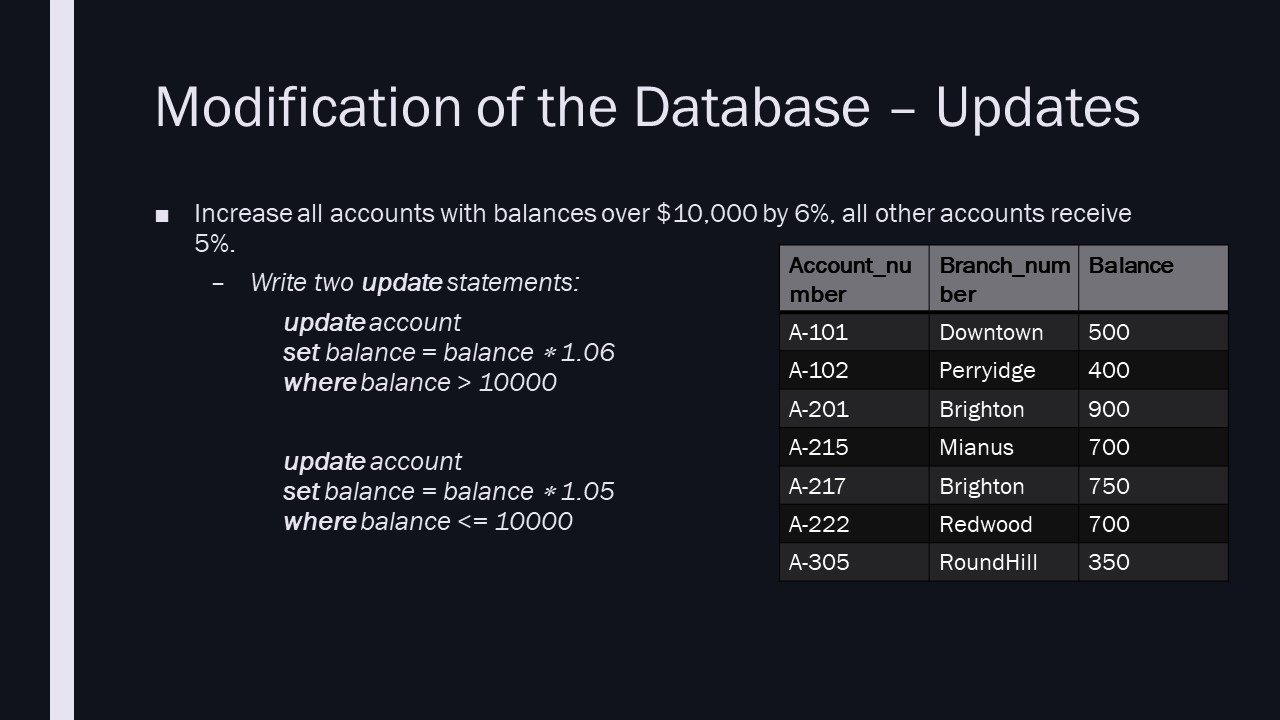 Modification of the Database – Updates
■ Increase all accounts with balances over $10,000 by 6%, all other accounts receive
5%.
– Write two update statements:
update account
set balance = balance ∗ 1.06
where balance > 10000
update account
set balance = balance ∗ 1.05
where balance <= 10000
Account_nu Branch_num Balance
mber ber
A-101 Downtown 500
A-102 Perryidge 400
A-201 Brighton 900
A-215 Mianus 700
A-217 Brighton 750
A-222 Redwood 700
A-305 RoundHill 350